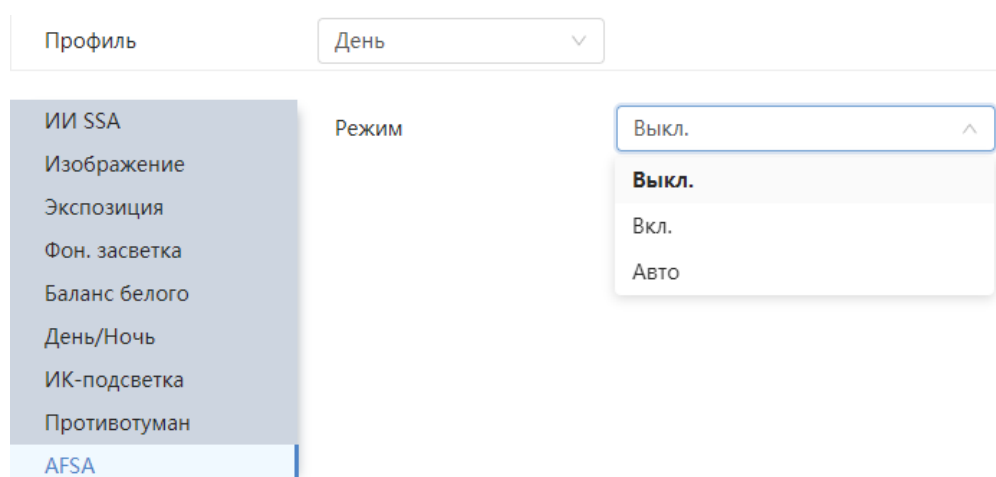 Профиль День
ИИ SSA
Режим Выкл.
Изображение
Выкл.
Экспозиция
Вкл.
Фон. засветка
Авто
Баланс белого
День/Ночь
ИК-подсветка
Противотуман
AFSA